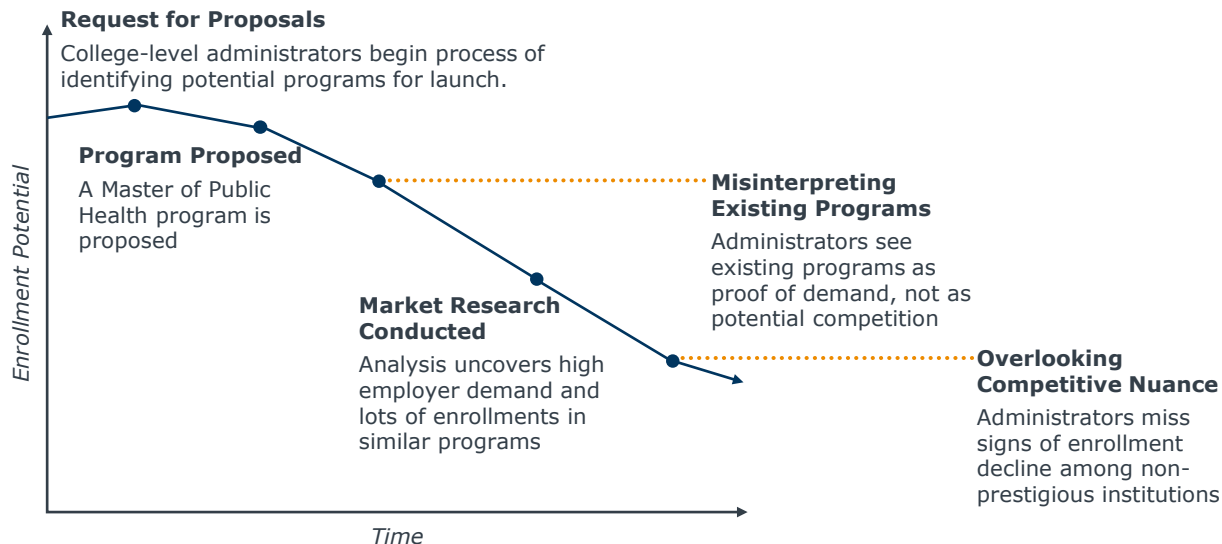 Request for Proposals
College-level administrators begin process of
identifying potential programs for launch.
Program Proposed
A Master of Public
Health program is
proposed
Misinterpreting
Existing Programs
Administrators see
existing programs as
proof of demand, not as
potential competition
Market Research
Conducted
Analysis uncovers high
employer demand and
lots of enrollments in
similar programs
Overlooking
Competitive Nuance
Administrators miss
signs of enrollment
decline among non-
prestigious institutions
Enrollment Potential
Time